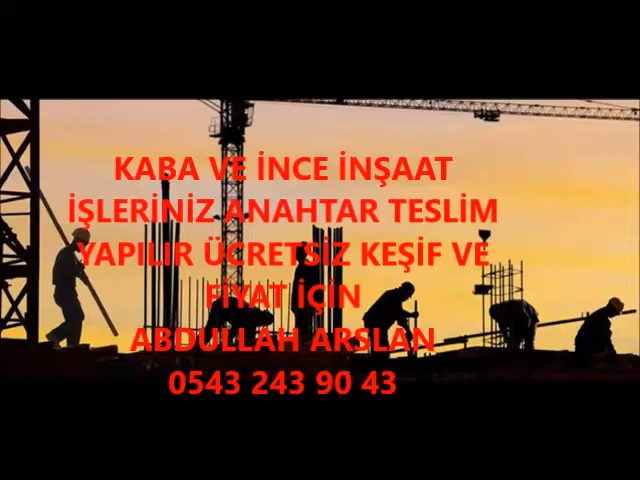 KABA VE İNCE İNŞAAT
İŞLERİNİZ ANAHTAR TESLİM
YAPILIR ÜCRETSİZ KEŞİF VE
FİYAT İÇİN
ABDULLAH ARSLAN
0543 243 90 43